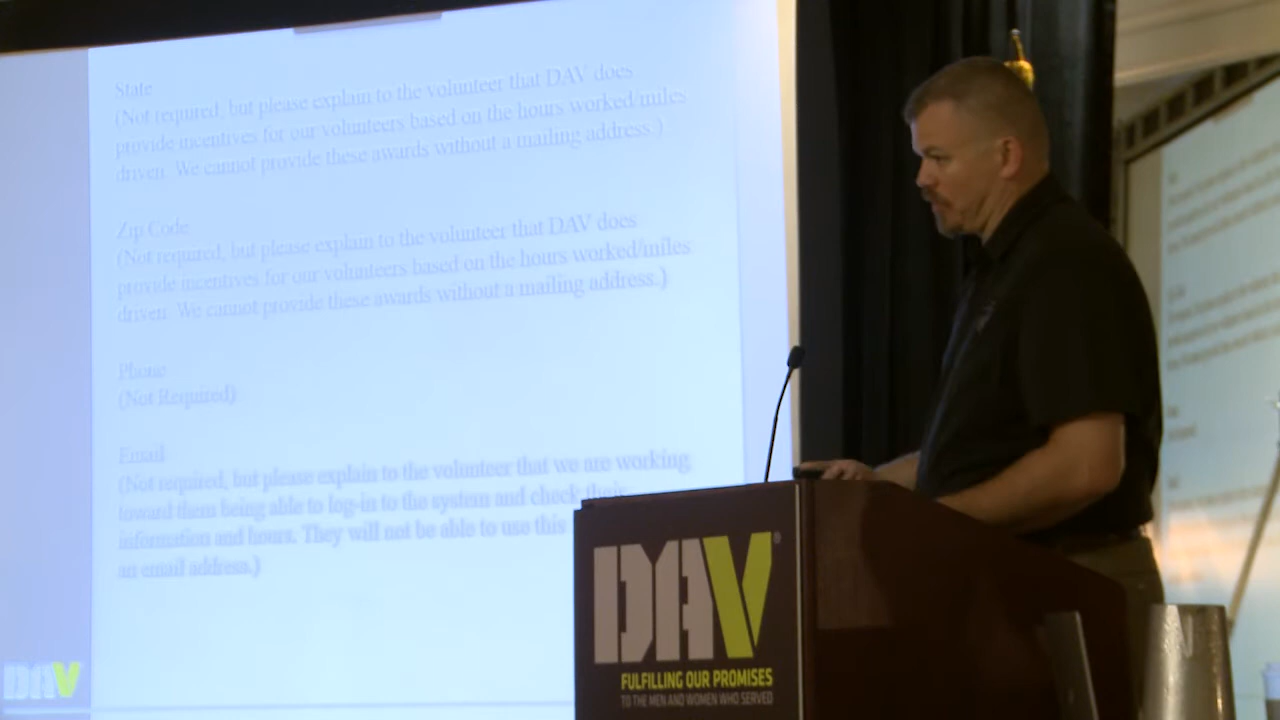 State
(Not required, but please explain to the volunteer that DAV does
provide incentives for our volunteers based on the hours worked/miles
driven. We cannot provide these awards without a mailing address.)
Zip Code
(Not required, but please explain to the volunteer that DAV does
provide incentives for our volunteers based on the hours worked/miles
driven. We cannot provide these awards without a mailing address.)
Phone
(Not Required)
Email
(Not required, but please explain to the volunteer that we are working
toward them being able to log-in to the system and check their
information and hours. They will not be able to use this
an email address.)
DAV
DAV®
FULFILLING OUR PROMISES
TO THE MEN AND WOMEN WHO SERVED